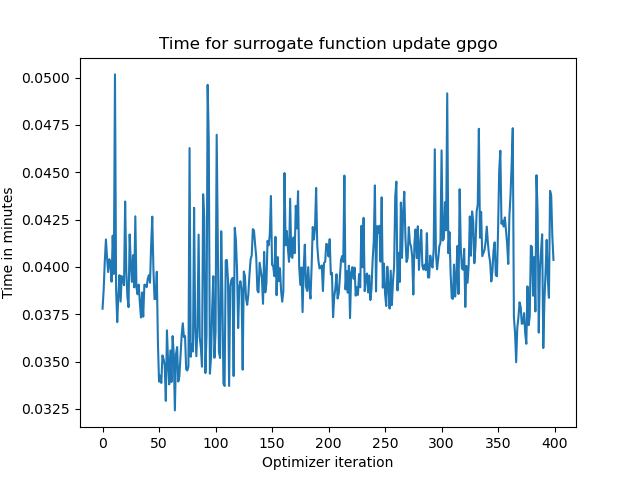 Time for surrogate function update gpgo
Time in minutes
0.0500
0.0475
0.0450
0.0425
0.0400
0.0375
0.0350
0.0325
0 50 100 150 200 250 300 350 400
Optimizer iteration